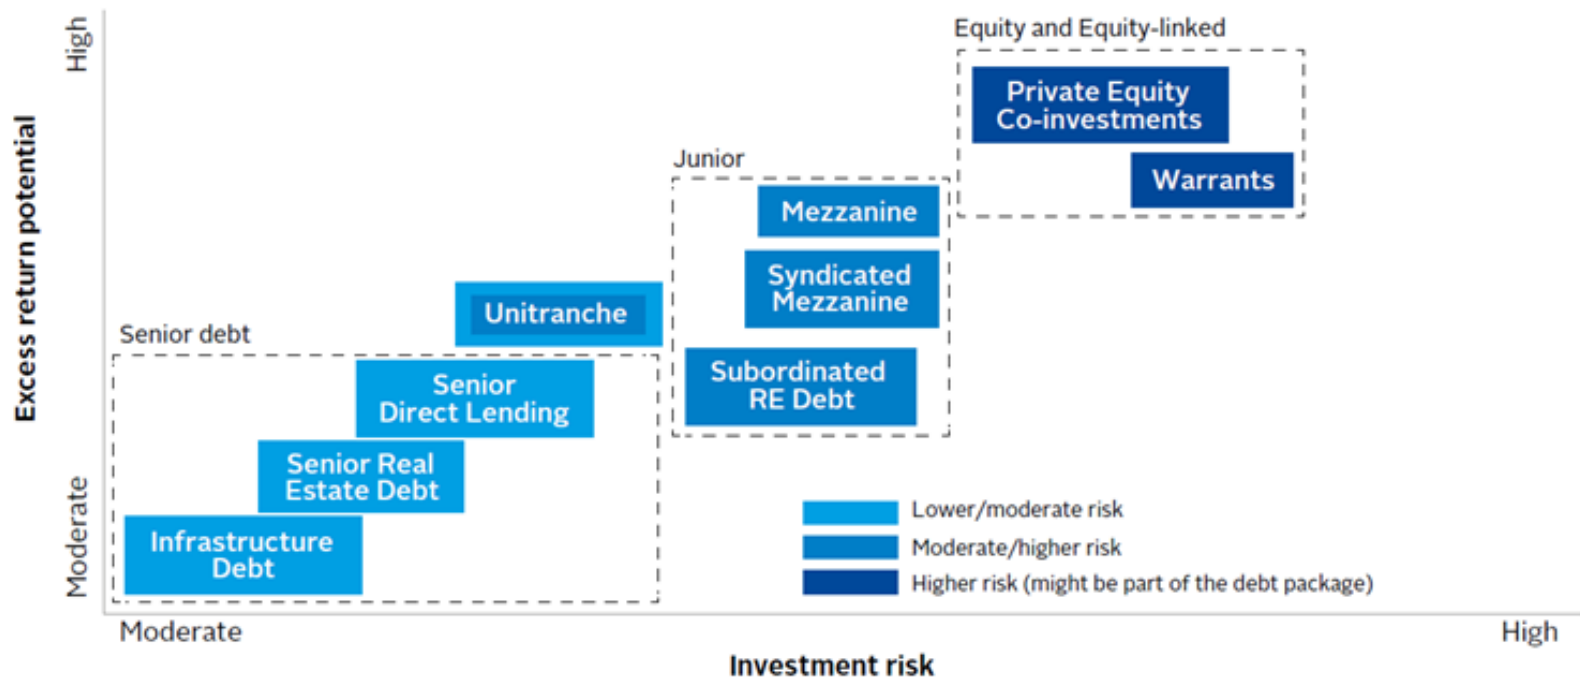 High
Excess return potential
Moderate
Equity and Equity-linked
Private Equity
Co-investments
Warrants
Junior
Mezzanine
Syndicated
Mezzanine
Subordinated
RE Debt
Unitranche
Senior debt
Senior
Direct Lending
Senior Real
Estate Debt
Infrastructure
Debt
Lower/moderate risk
Moderate/higher risk
Higher risk (might be part of the debt package)
Moderate
High
Investment risk